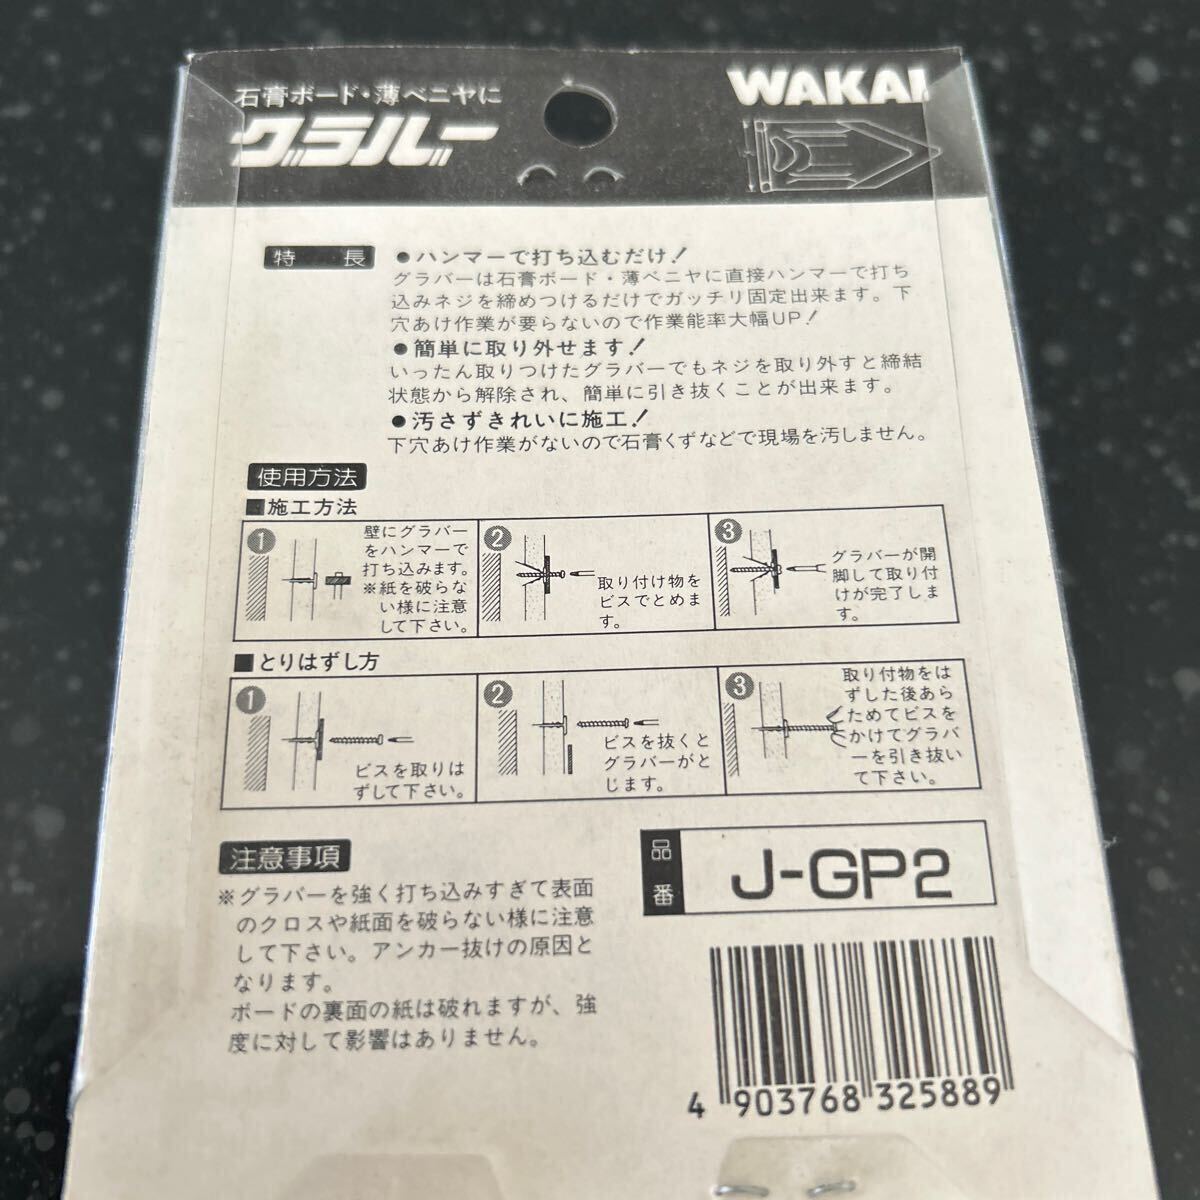 石膏ボード・薄ベニヤに
グラバー
WAKAI
特長
●ハンマーで打ち込むだけ!
グラバーは石膏ボード・薄ベニヤに直接ハンマーで打ち
込みネジを締めつけるだけでガッチリ固定出来ます。下
穴あけ作業が要らないので作業能率大幅UP!
●簡単に取り外せます!
いったん取りつけたグラバーでもネジを取り外すと締結
状態から解除され、簡単に引き抜くことが出来ます。
●汚さずきれいに施工!
下穴あけ作業がないので石膏くずなどで現場を汚しません。
使用方法
■施工方法
1
壁にグラバー
をハンマーで
打ち込みます。
※紙を破らな
い様に注意
して下さい。
2
取り付け物を
ビスでとめま
す。
3
グラバーが開
脚して取り付
けが完了しま
す。
■とりはずし方
1
ビスを取りは
ずして下さい。
2
ビスを抜くと
グラバーがと
じます。
3
取り付物をは
ずした後あら
ためてビスを
かけてグラバ
ーを引き抜い
て下さい。
注意事項
※グラバーを強く打ち込みすぎて表面
のクロスや紙面を破らない様に注意
して下さい。アンカー抜けの原因と
なります。
ボードの裏面の紙は破れますが、強
度に対して影響はありません。
品番
J-GP2
4 903768 325889